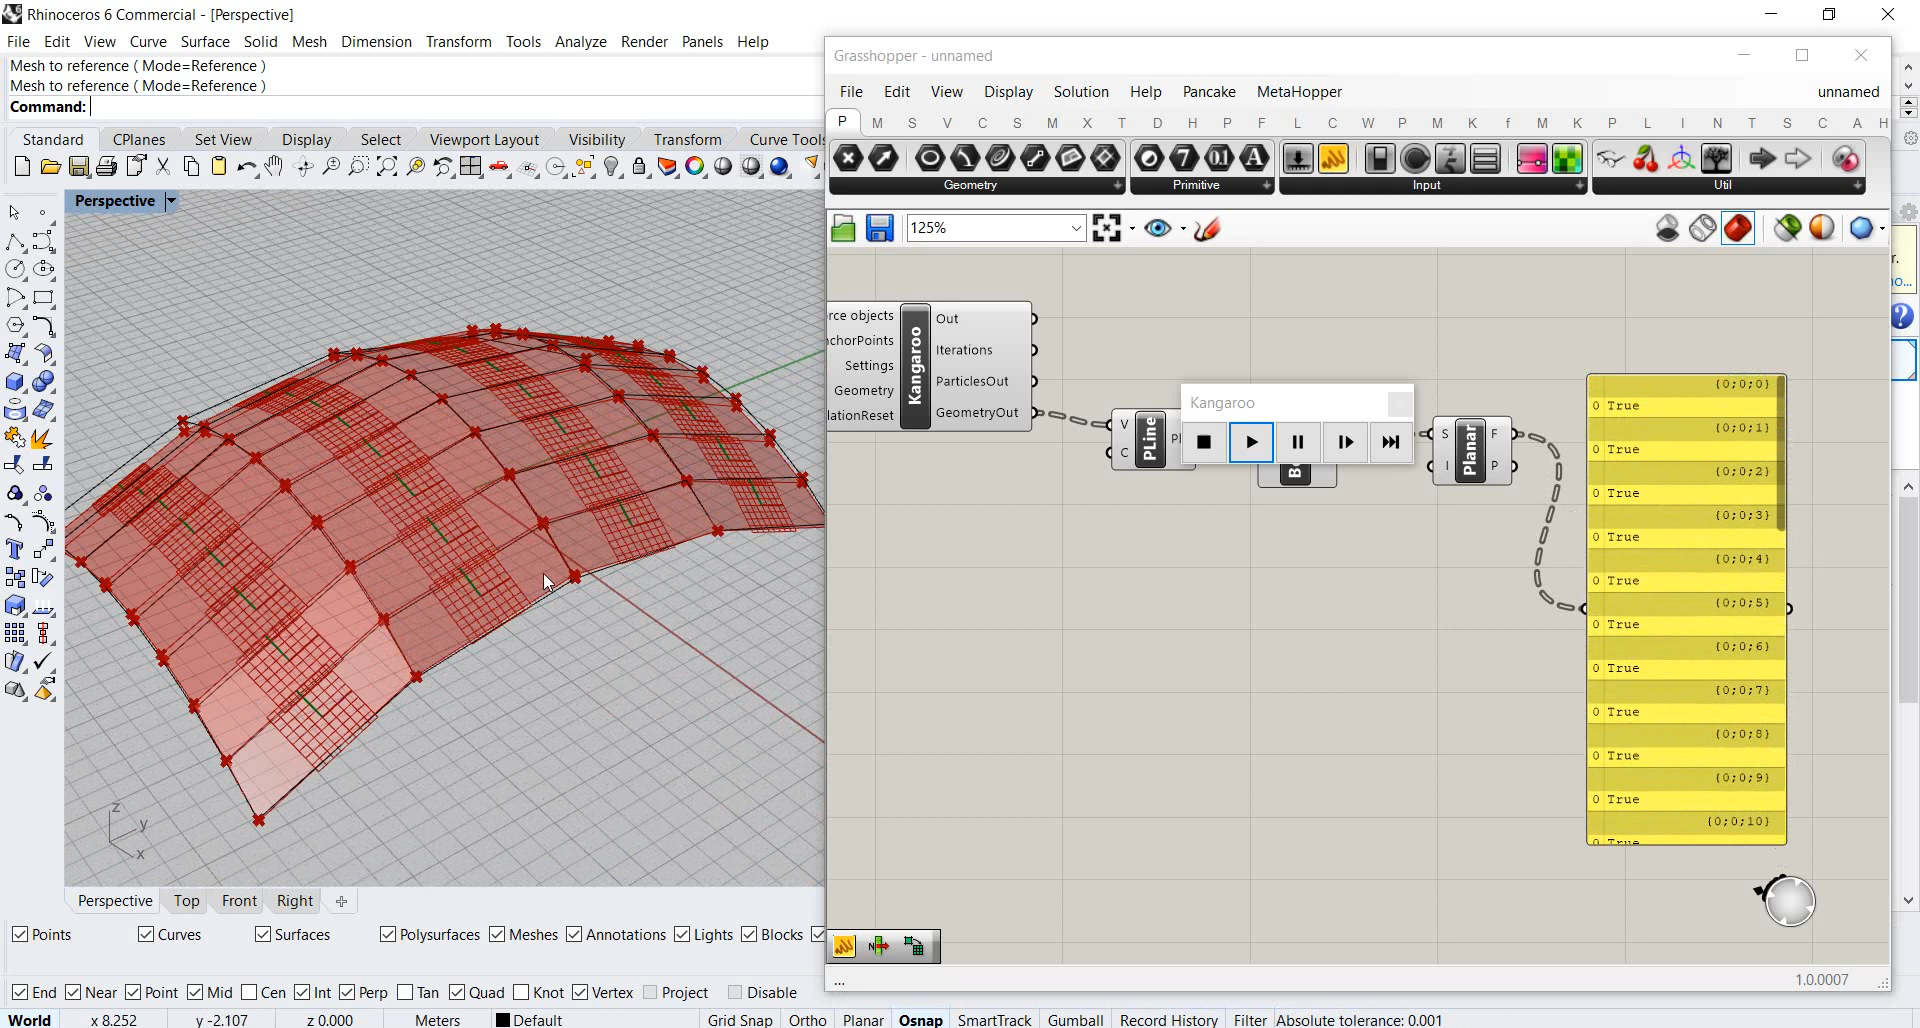 Rhinoceros 6 Commercial - [Perspective]
File Edit View Curve Surface Solid Mesh Dimension Transform Tools Analyze Render Panels Help
Mesh to reference ( Mode=Reference )
Mesh to reference ( Mode=Reference )
Command:
Standard CPlanes Set View Display Select Viewport Layout Visibility Transform Curve Tools
Perspective
z
y
x
Perspective Top Front Right
Points Curves Surfaces Polysurfaces Meshes Annotations Lights Blocks
End Near Point Mid Cen Int Perp Tan Quad Knot Vertex Project Disable
World x 8.252 y -2.107 z 0.000 Meters Default Grid Snap Ortho Planar Osnap SmartTrack Gumball Record History Filter Absolute tolerance: 0.001
Grasshopper - unnamed
File Edit View Display Solution Help Pancake MetaHopper unnamed
P M S V C S M X T D H P F L C W P M K f M K P L I N T S C A H
Geometry Primitive Input Util
125%
rce objects
chorPoints
Settings
Geometry
lationReset
Kangaroo
Out
Iterations
ParticlesOut
GeometryOut
V
C
PLine
Pl
Kangaroo
Bo
S
I
Planar
F
P
{0;0;0}
0 True
{0;0;1}
0 True
{0;0;2}
0 True
{0;0;3}
0 True
{0;0;4}
0 True
{0;0;5}
0 True
{0;0;6}
0 True
{0;0;7}
0 True
{0;0;8}
0 True
{0;0;9}
0 True
{0;0;10}
0 True
...
1.0.0007
r.
o...